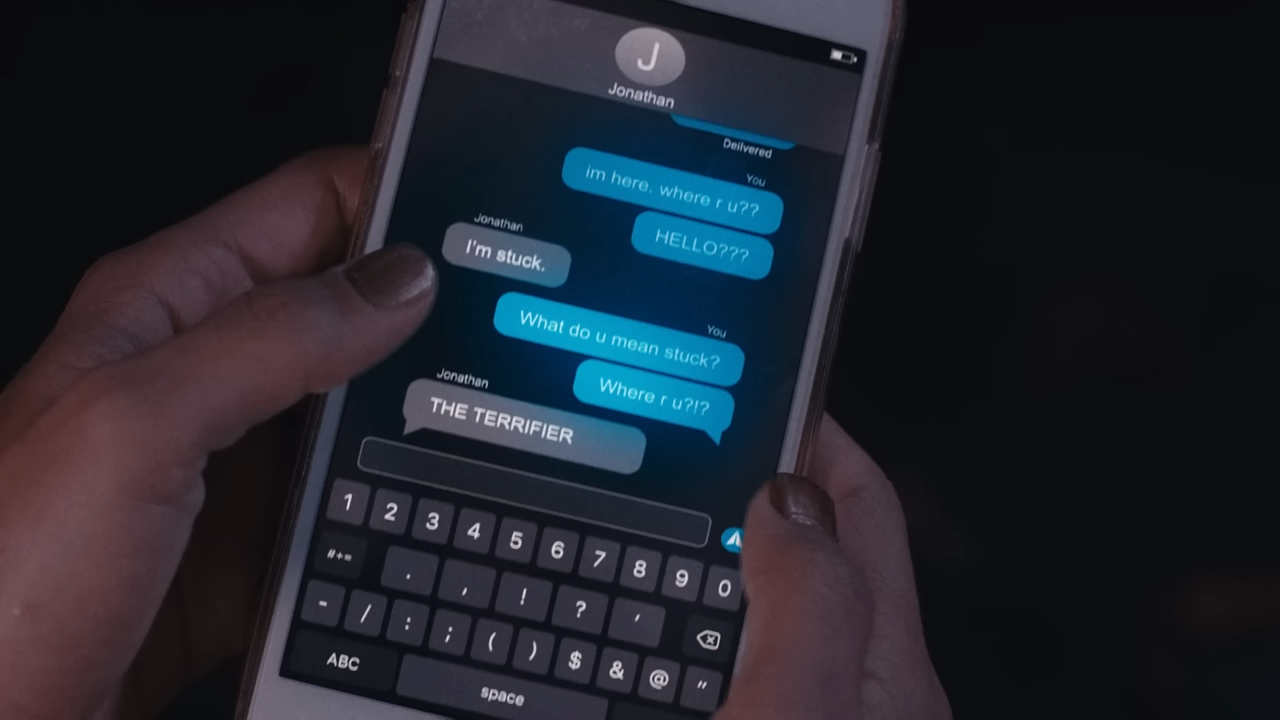 J
Jonathan
Delivered
You
im here. where r u??
HELLO???
Jonathan
I'm stuck.
You
What do u mean stuck?
Where r u?!?
Jonathan
THE TERRIFIER
1 2 3 4 5 6 7 8 9 0
#+= . , ! ? '
- / : ; ( ) $ & @ "
ABC space